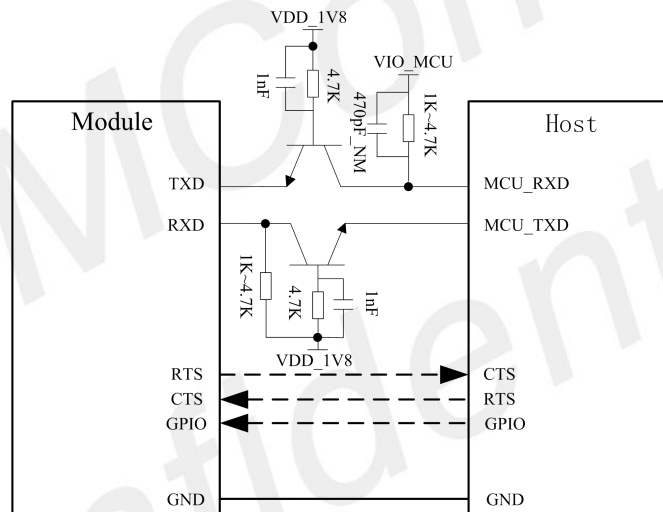 VDD_1V8
1nF
4.7K
VIO_MCU
470pF_NM
1K~4.7K
Module
Host
TXD
MCU_RXD
RXD
MCU_TXD
1K~4.7K
4.7K
1nF
VDD_1V8
RTS
CTS
CTS
RTS
GPIO
GPIO
GND
GND